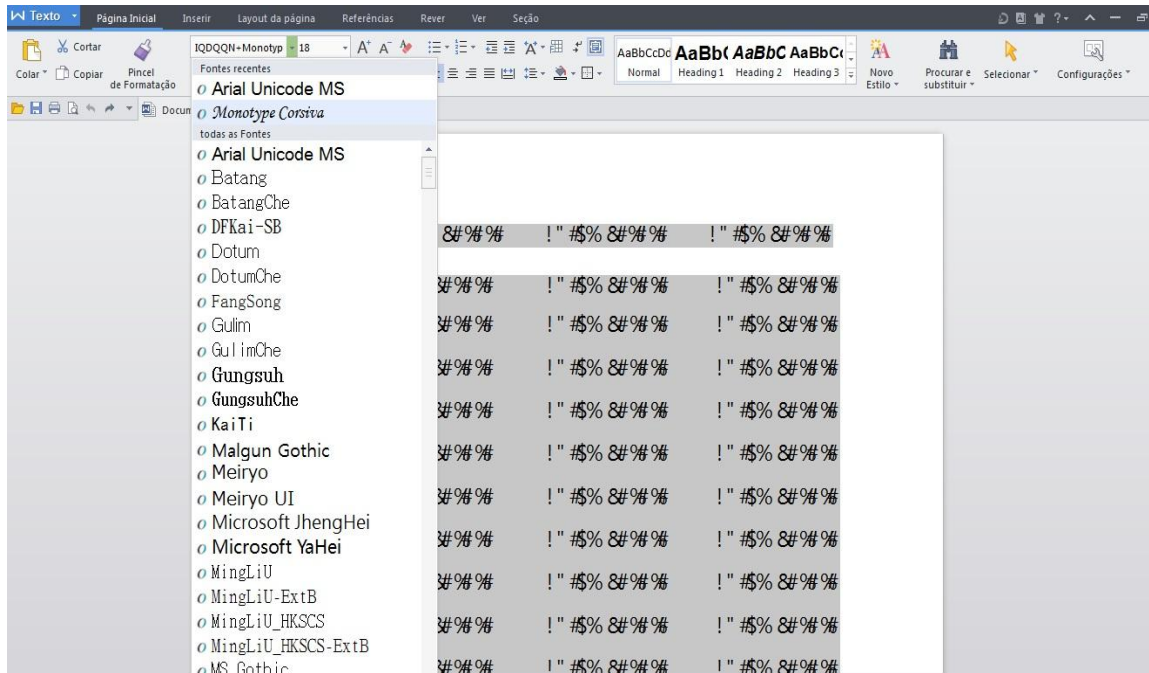 Texto Página Inicial Inserir Layout da página Referências Rever Ver Seção
Cortar
Colar Copiar Pincel de Formatação
IQDQQN+Monotyp 18
AaBbCcDd AaBb( AaBbC AaBbC(
Normal Heading 1 Heading 2 Heading 3
Novo Estilo
Procurar e substituir
Selecionar
Configurações
Docum
Fontes recentes
Arial Unicode MS
Monotype Corsiva
todas as Fontes
Arial Unicode MS
Batang
BatangChe
DFKai-SB
Dotum
DotumChe
FangSong
Gulim
GulimChe
Gungsuh
GungsuhChe
KaiTi
Malgun Gothic
Meiryo
Meiryo UI
Microsoft JhengHei
Microsoft YaHei
MingLiU
MingLiU-ExtB
MingLiU_HKSCS
MingLiU_HKSCS-ExtB
MS Gothic
&#%#%# ! " #$% &#%#%# ! " #$% &#%#%#
&#%#%# ! " #$% &#%#%# ! " #$% &#%#%#
&#%#%# ! " #$% &#%#%# ! " #$% &#%#%#
&#%#%# ! " #$% &#%#%# ! " #$% &#%#%#
&#%#%# ! " #$% &#%#%# ! " #$% &#%#%#
&#%#%# ! " #$% &#%#%# ! " #$% &#%#%#
&#%#%# ! " #$% &#%#%# ! " #$% &#%#%#
&#%#%# ! " #$% &#%#%# ! " #$% &#%#%#
&#%#%# ! " #$% &#%#%# ! " #$% &#%#%#
&#%#%# ! " #$% &#%#%# ! " #$% &#%#%#
&#%#%# ! " #$% &#%#%# ! " #$% &#%#%#